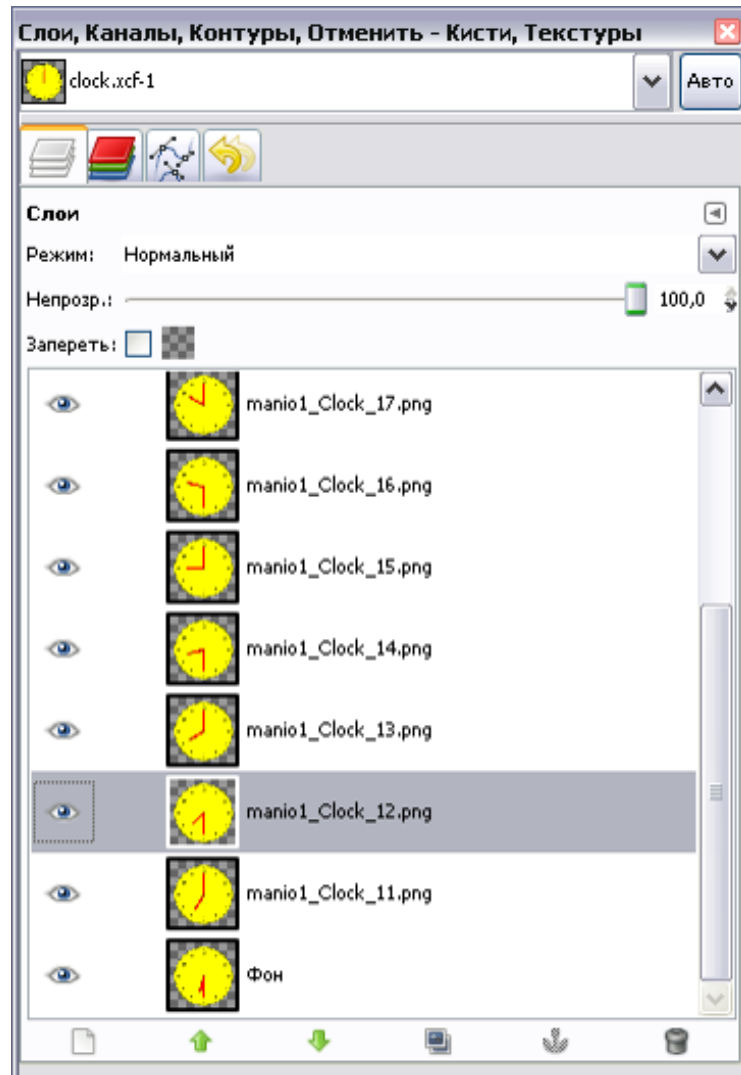 Слои, Каналы, Контуры, Отменить - Кисти, Текстуры
clock.xcf-1
Авто
Слои
Режим: Нормальный
Непрозр.: 100,0
Запереть:
manio1_Clock_17.png
manio1_Clock_16.png
manio1_Clock_15.png
manio1_Clock_14.png
manio1_Clock_13.png
manio1_Clock_12.png
manio1_Clock_11.png
Фон